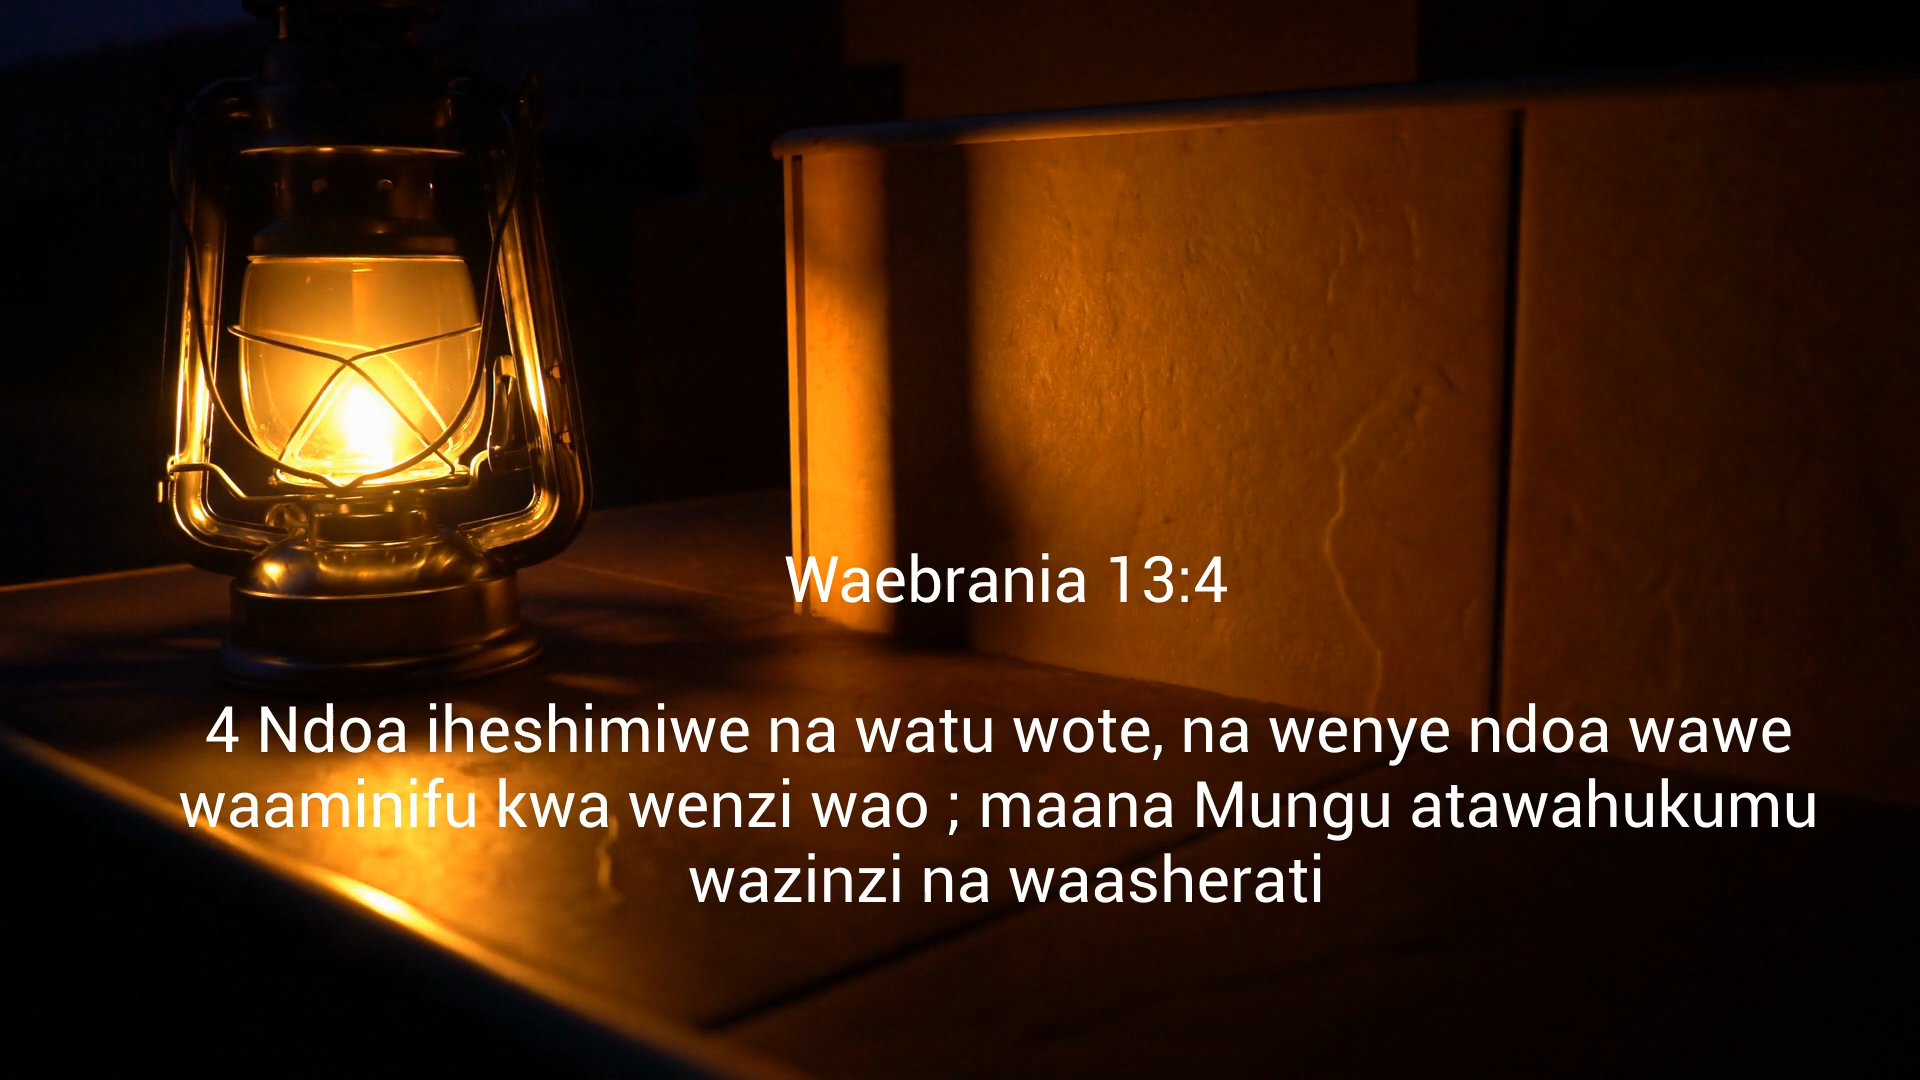 Waebrania 13:4
4 Ndoa iheshimiwe na watu wote, na wenye ndoa wawe
waaminifu kwa wenzi wao ; maana Mungu atawahukumu
wazinzi na waasherati